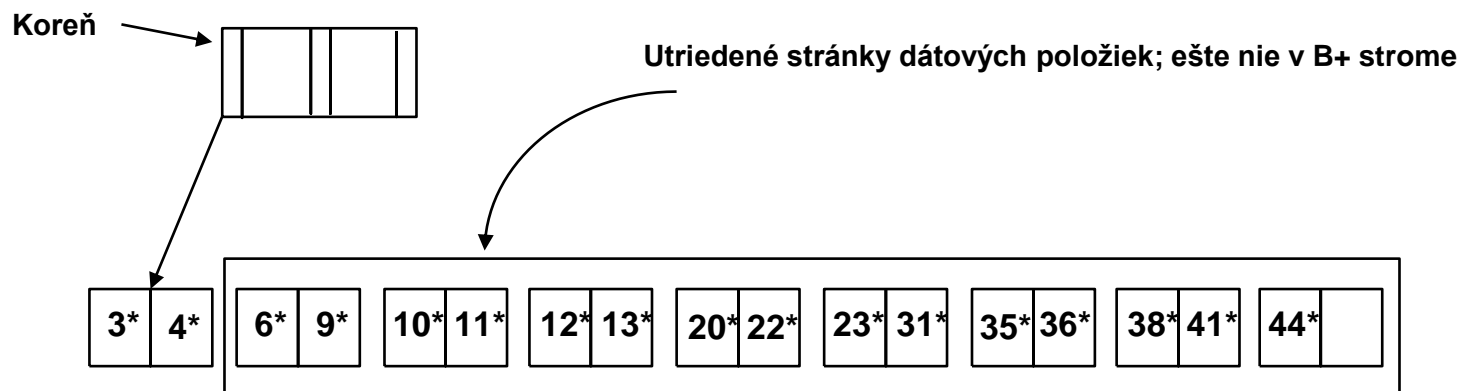 Koreň
Utriedené stránky dátových položiek; ešte nie v B+ strome
3* 4* 6* 9* 10* 11* 12* 13* 20* 22* 23* 31* 35* 36* 38* 41* 44*